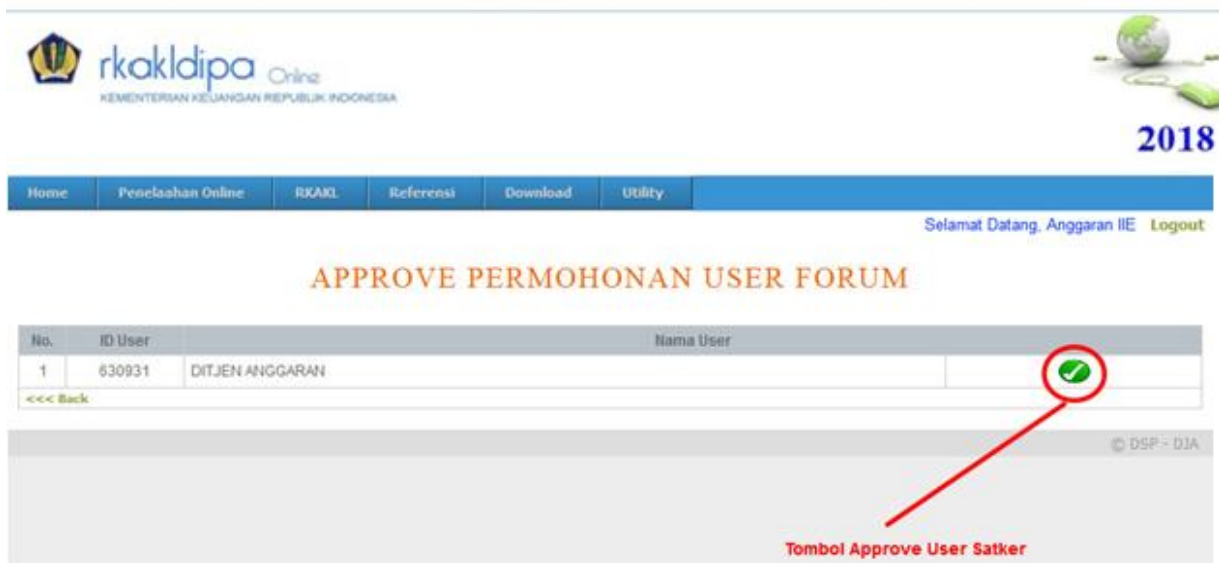 rkakldipa Online
KEMENTERIAN KEUANGAN REPUBLIK INDONESIA
2018
Home Penelaahan Online RKAKL Referensi Download Utility
Selamat Datang, Anggaran IIE Logout
APPROVE PERMOHONAN USER FORUM
No. ID User Nama User
1 630931 DITJEN ANGGARAN
<<< Back
© DSP - DJA
Tombol Approve User Satker